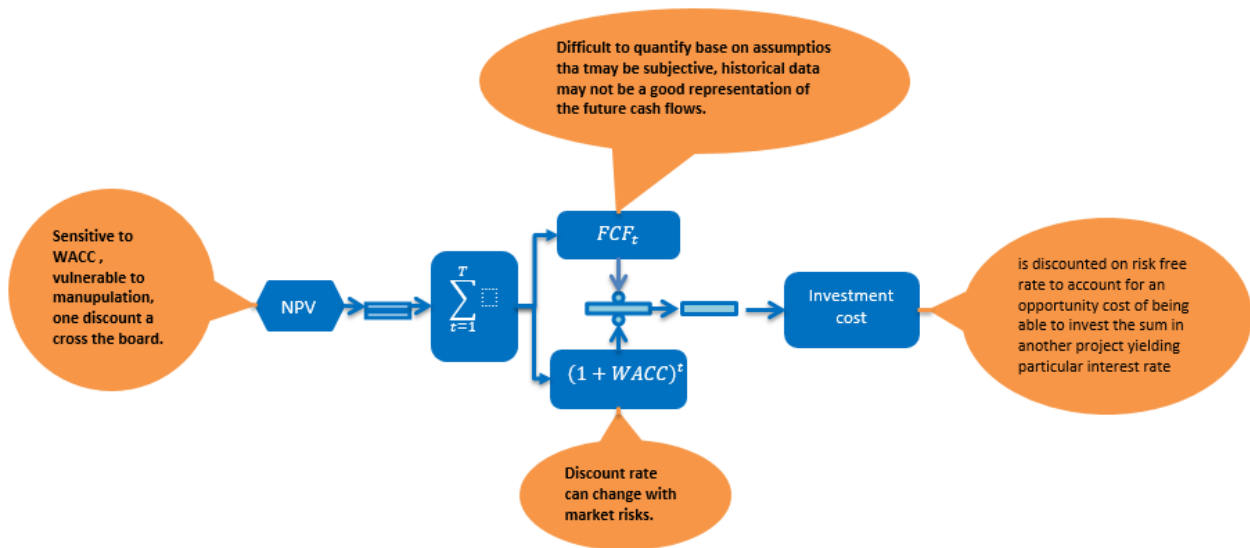 Difficult to quantify base on assumptios
tha tmay be subjective, historical data
may not be a good representation of
the future cash flows.
Sensitive to
WACC ,
vulnerable to
manupulation,
one discount a
cross the board.
NPV
T
∑
t=1
FCFₜ
(1 + WACC)ᵗ
Investment
cost
is discounted on risk free
rate to account for an
opportunity cost of being
able to invest the sum in
another project yielding
particular interest rate
Discount rate
can change with
market risks.